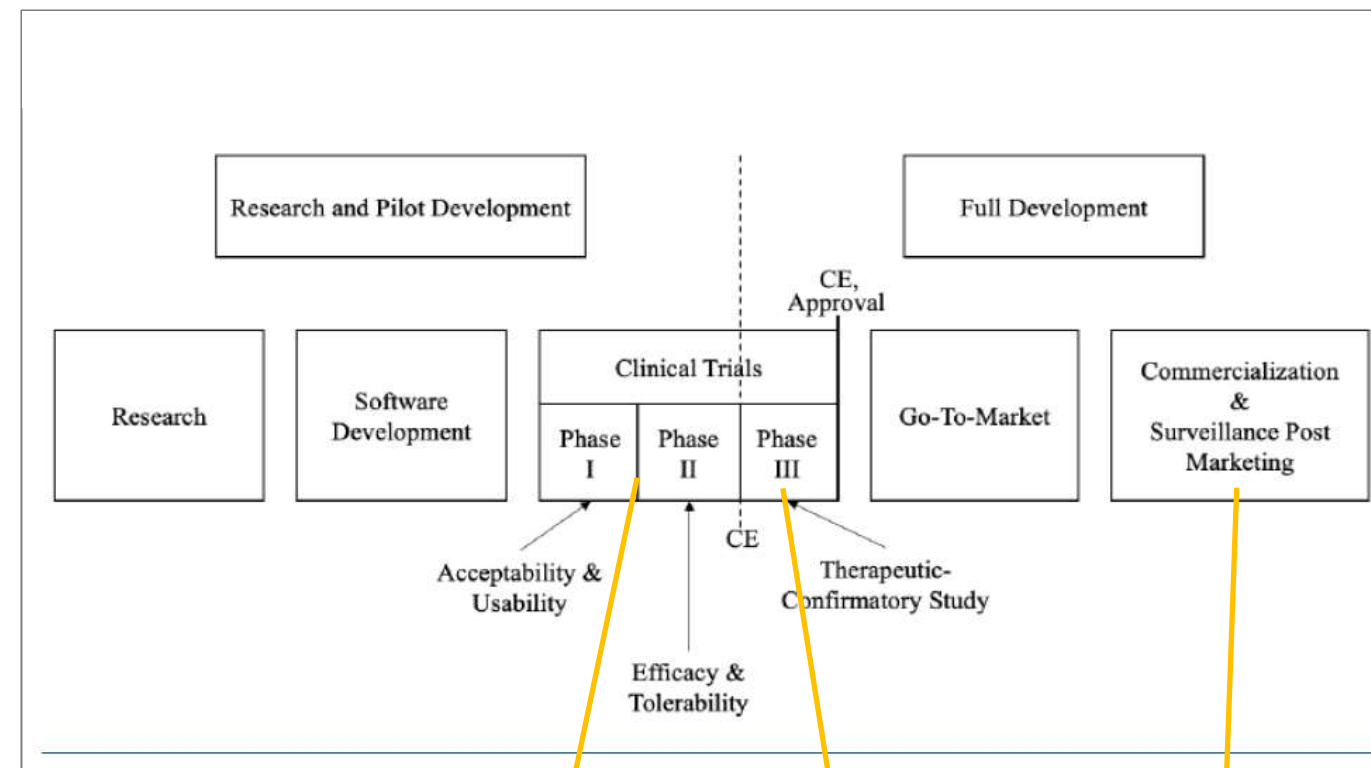 Research and Pilot Development
Full Development
CE,
Approval
Research
Software
Development
Clinical Trials
Phase
I
Phase
II
Phase
III
Go-To-Market
Commercialization
&
Surveillance Post
Marketing
CE
Acceptability &
Usability
Therapeutic-
Confirmatory Study
Efficacy &
Tolerability